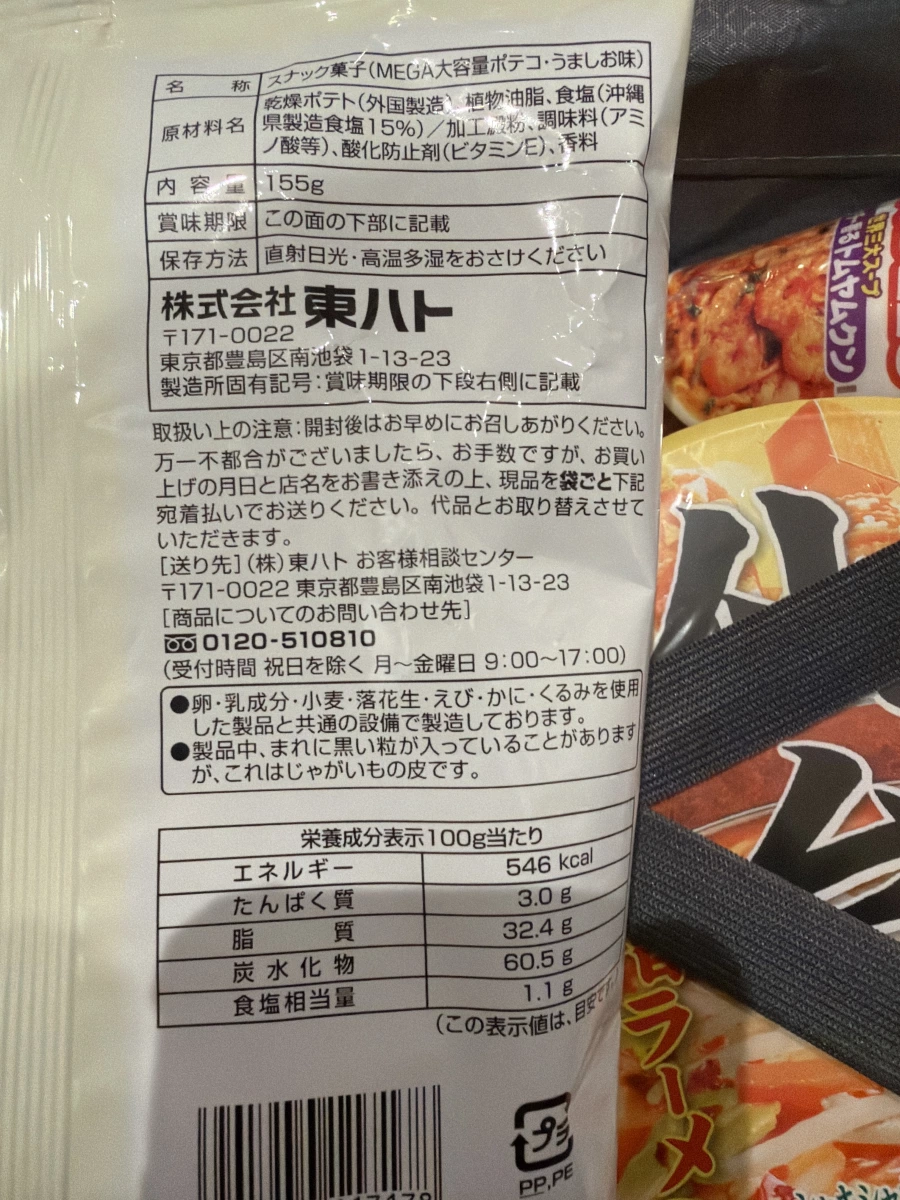 名 称 スナック菓子(MEGA大容量ポテコ・うましお味)
原材料名 乾燥ポテト(外国製造)、植物油脂、食塩(沖縄
県製造食塩15%)/加工澱粉、調味料(アミ
ノ酸等)、酸化防止剤(ビタミンE)、香料
内容量 155g
賞味期限 この面の下部に記載
保存方法 直射日光・高温多湿をおさけください
株式会社 東ハト
〒171-0022
東京都豊島区南池袋1-13-23
製造所固有記号:賞味期限の下段右側に記載
取扱い上の注意:開封後はお早めにお召しあがりください。
万一不都合がございましたら、お手数ですが、お買い
上げの月日と店名をお書き添えの上、現品を袋ごと下記
宛着払いでお送りください。代品とお取り替えさせて
いただきます。
[送り先](株)東ハト お客様相談センター
〒171-0022 東京都豊島区南池袋1-13-23
[商品についてのお問い合わせ先]
0120-510810
(受付時間 祝日を除く 月〜金曜日 9:00〜17:00)
●卵・乳成分・小麦・落花生・えび・かに・くるみを使用
した製品と共通の設備で製造しております。
●製品中、まれに黒い粒が入っていることがあります
が、これはじゃがいもの皮です。
栄養成分表示100g当たり
エネルギー 546 kcal
たんぱく質 3.0 g
脂 質 32.4 g
炭水化物 60.5 g
食塩相当量 1.1 g
(この表示値は、目安です。)
プラ
PP,PE
三大スープ
トムヤムクン
ラーメ